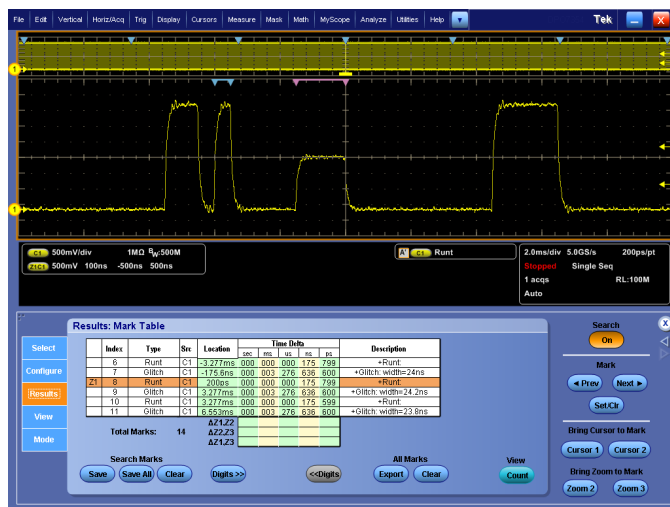 File Edit Vertical Horiz/Acq Trig Display Cursors Measure Mask Math MyScope Analyze Utilities Help Tek X
1
1
C1 500mV/div 1MΩ BW:500M
Z1C1 500mV 100ns -500ns 500ns
A' C1 Runt
2.0ms/div 5.0GS/s 200ps/pt
Stopped Single Seq
1 acqs RL:100M
Auto
Select
Configure
Results
View
Mode
Results: Mark Table
Index Type Src Location Time Delta Description
sec ms us ns ps
6 Runt C1 -3.277ms 000 000 000 175 799 +Runt:
7 Glitch C1 -175.6ns 000 003 276 636 600 +Glitch: width=24ns
Z1 8 Runt C1 200ps 000 000 000 175 799 +Runt:
9 Glitch C1 3.277ms 000 003 276 636 600 +Glitch: width=24.2ns
10 Runt C1 3.277ms 000 000 000 175 599 +Runt:
11 Glitch C1 6.553ms 000 003 276 636 600 +Glitch: width=23.8ns
Total Marks: 14
ΔZ1,Z2
ΔZ2,Z3
ΔZ1,Z3
Search Marks
Save Save All Clear
Digits >>
<<Digits
All Marks
Export Clear
View
Count
X
Search
On
Mark
◄ Prev Next ►
Set/Clr
Bring Cursor to Mark
Cursor 1 Cursor 2
Bring Zoom to Mark
Zoom 2 Zoom 3